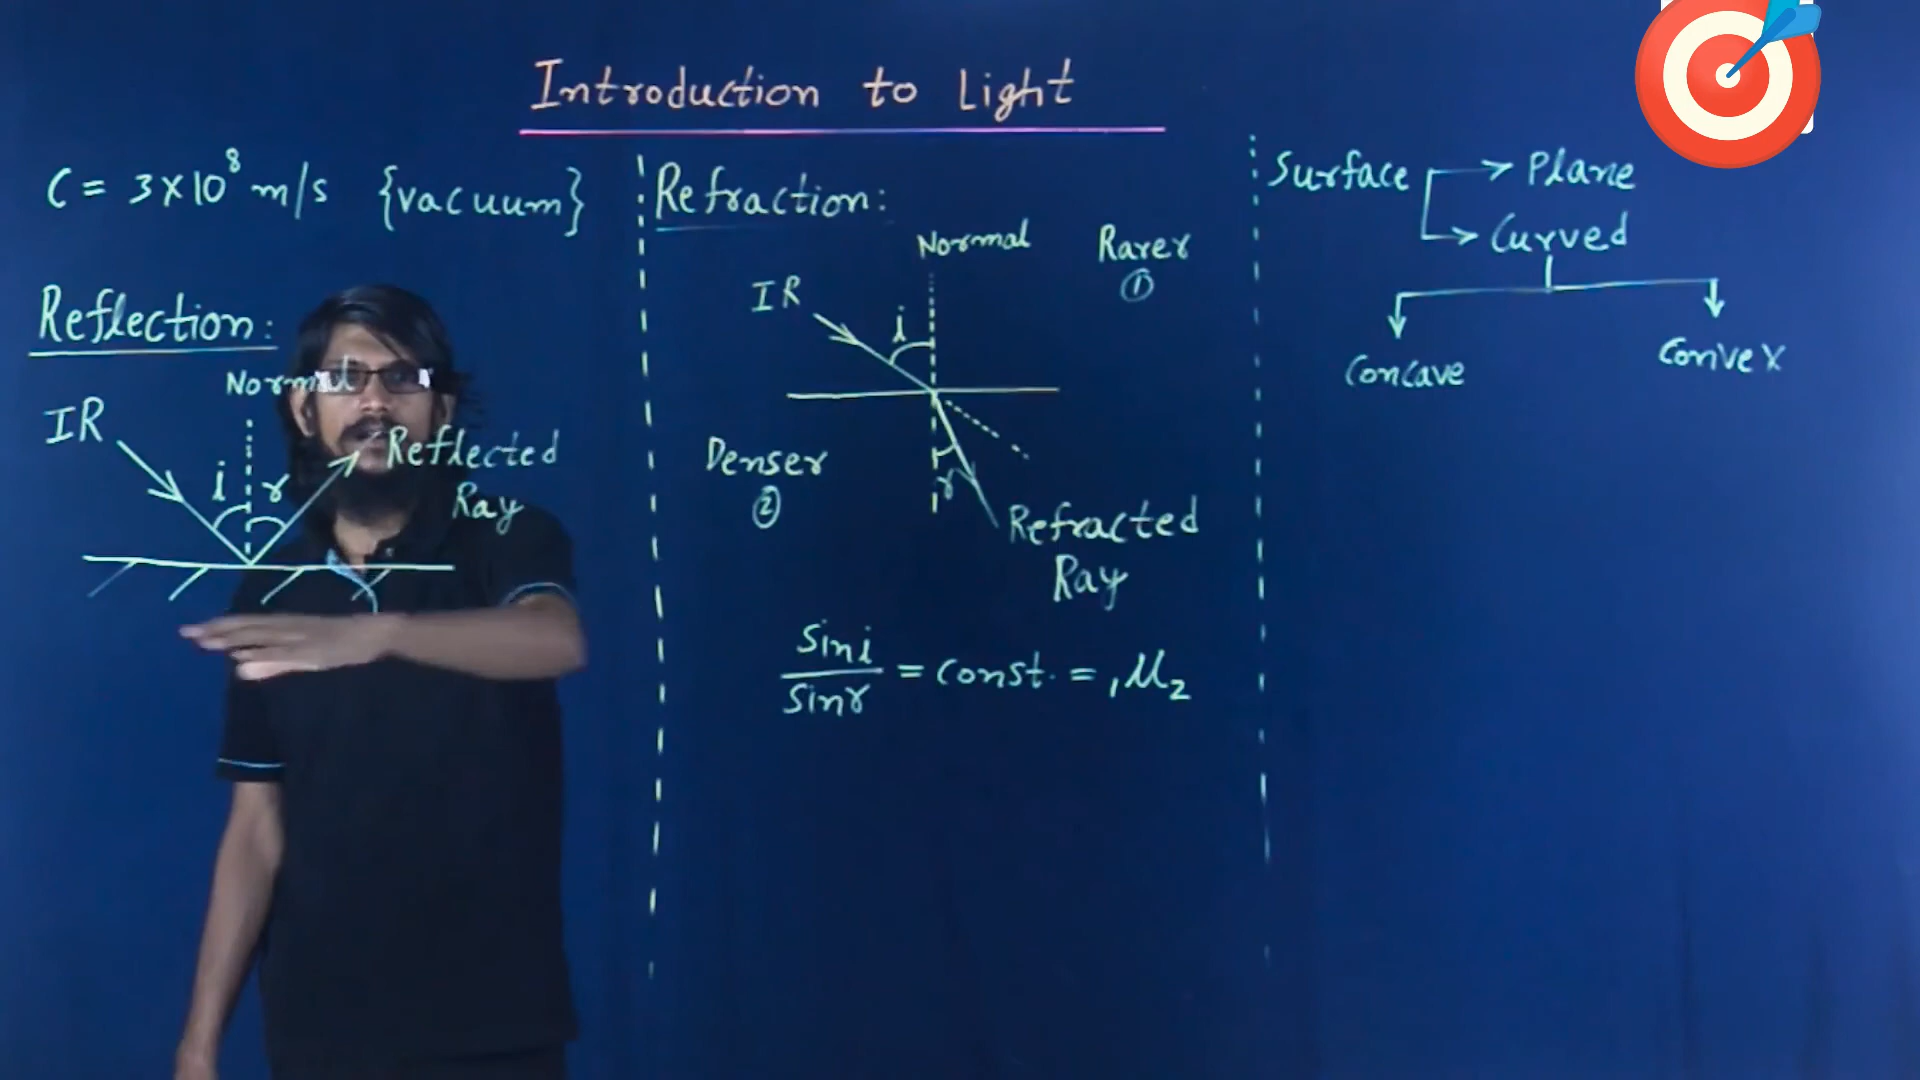 Introduction to Light
C = 3×10⁸ m/s {vacuum}
Reflection:
Normal
IR
i r
Reflected
Ray
Refraction:
Normal
Rarer
①
IR
i
Denser
②
r
Refracted
Ray
sin i / sin r = const. = ₁μ₂
Surface → Plane
→ Curved
Concave
Convex